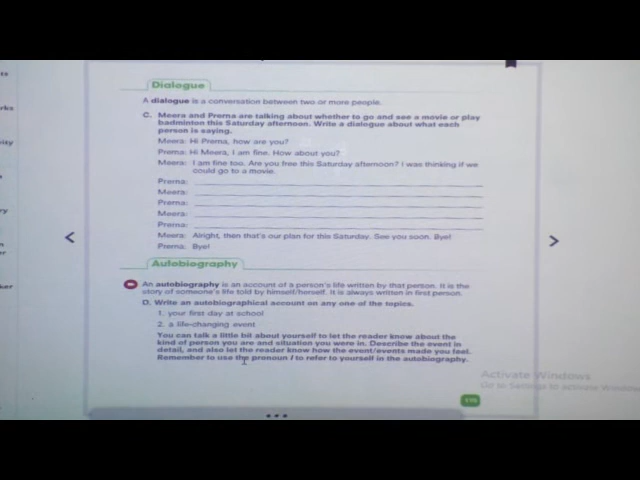 Dialogue
A dialogue is a conversation between two or more people.
C. Meera and Prerna are talking about whether to go and see a movie or play
badminton this Saturday afternoon. Write a dialogue about what each
person is saying.
Meera: Hi Prerna, how are you?
Prerna: Hi Meera, I am fine. How about you?
Meera: I am fine too. Are you free this Saturday afternoon? I was thinking if we
could go to a movie.
Prerna:
Meera:
Prerna:
Meera:
Prerna:
Meera: Alright, then that's our plan for this Saturday. See you soon. Bye!
Prerna: Bye!
Autobiography
An autobiography is an account of a person's life written by that person. It is the
story of someone's life told by himself/herself. It is always written in first person.
D. Write an autobiographical account on any one of the topics.
1. your first day at school
2. a life-changing event
You can talk a little bit about yourself to let the reader know about the
kind of person you are and situation you were in. Describe the event in
detail, and also let the reader know how the event/events made you feel.
Remember to use the pronoun I to refer to yourself in the autobiography.
Activate Windows
Go to Settings to activate Windows